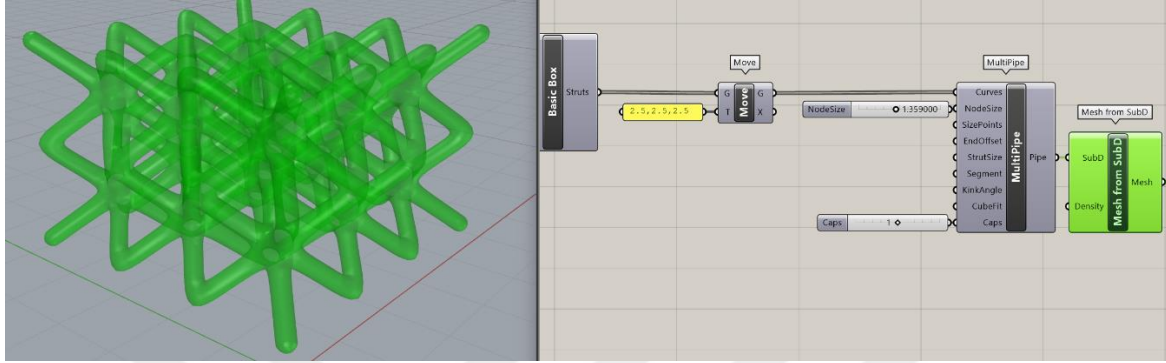 Basic Box
Struts
2.5,2.5,2.5
Move
G
T
Move
G
X
NodeSize
1:359000
Caps
1
MultiPipe
Curves
NodeSize
SizePoints
EndOffset
StrutSize
Segment
KinkAngle
CubeFit
Caps
MultiPipe
Pipe
Mesh from SubD
SubD
Density
Mesh from SubD
Mesh